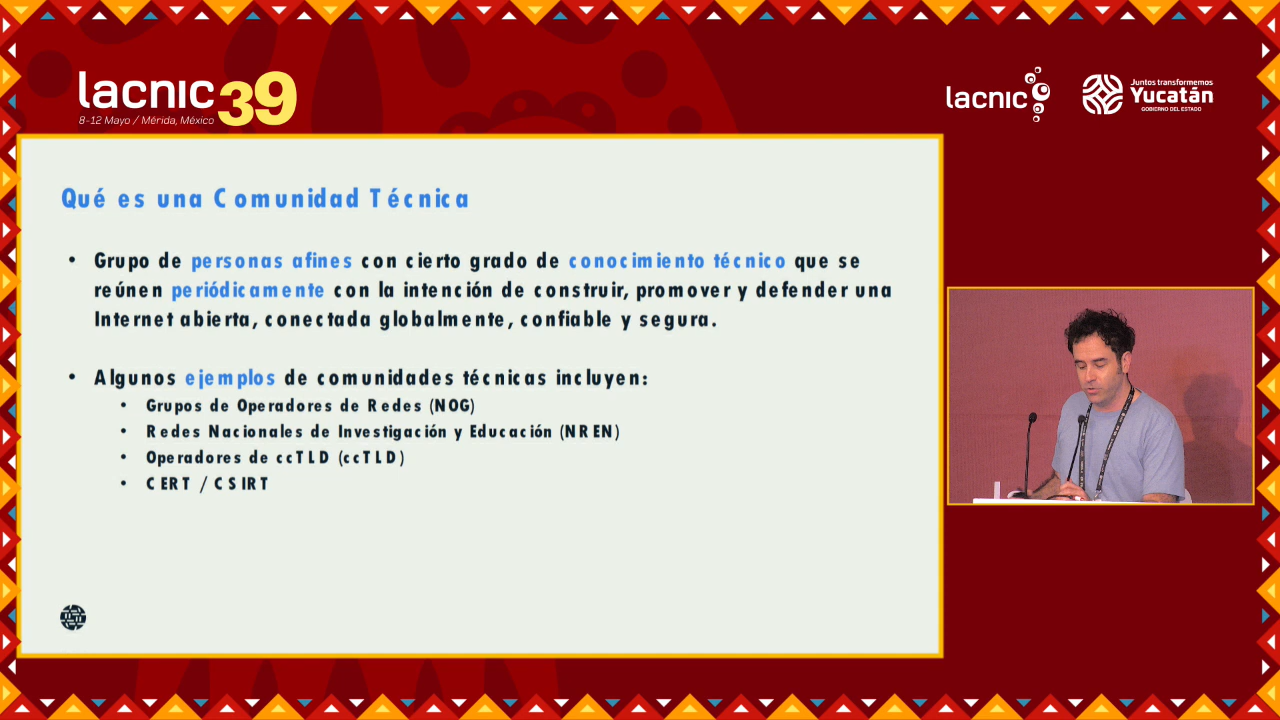 lacnic 39
8-12 Mayo / Mérida, México
lacnic
Juntos transformemos
Yucatán
GOBIERNO DEL ESTADO
Qué es una Comunidad Técnica
• Grupo de personas afines con cierto grado de conocimiento técnico que se
reúnen periódicamente con la intención de construir, promover y defender una
Internet abierta, conectada globalmente, confiable y segura.
• Algunos ejemplos de comunidades técnicas incluyen:
• Grupos de Operadores de Redes (NOG)
• Redes Nacionales de Investigación y Educación (NREN)
• Operadores de ccTLD (ccTLD)
• CERT / CSIRT